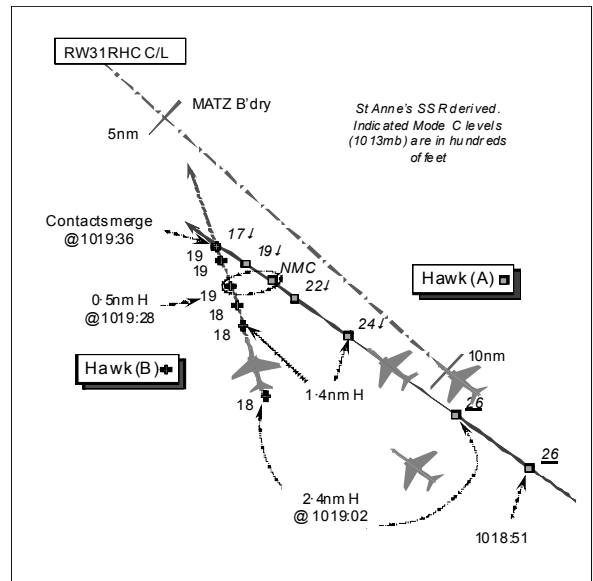 RW31RHC C/L
MATZ B'dry
5nm
St Anne's SSR derived.
Indicated Mode C levels
(1013mb) are in hundreds
of feet
Contacts merge
@1019:36
17↓
19
19
19↓
NMC
Hawk (A)
0·5nm H
@1019:28
19
22↓
18
18
24↓
10nm
Hawk (B)
1·4nm H
18
26
26
2·4nm H
@ 1019:02
1018:51